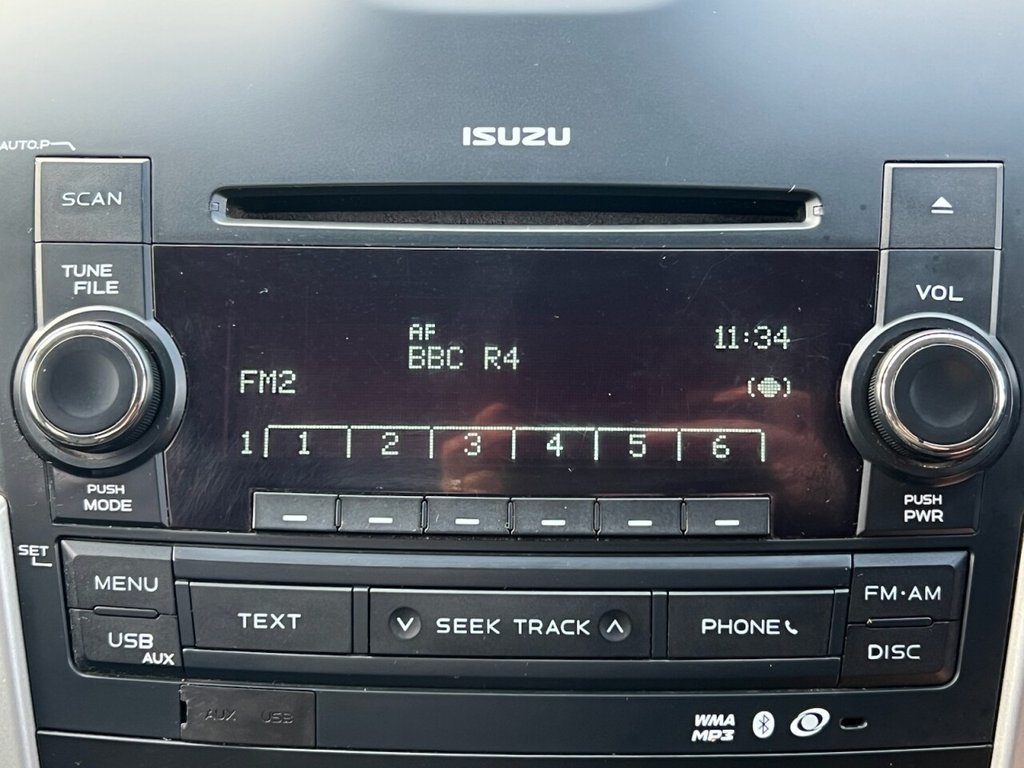 ISUZU
AUTO.P
SCAN
TUNE
FILE
VOL
AF
11:34
BBC R4
FM2
1 1 2 3 4 5 6
PUSH
MODE
PUSH
PWR
SET
MENU
FM·AM
TEXT
SEEK TRACK
PHONE
USB
AUX
DISC
AUX USB
WMA
MP3